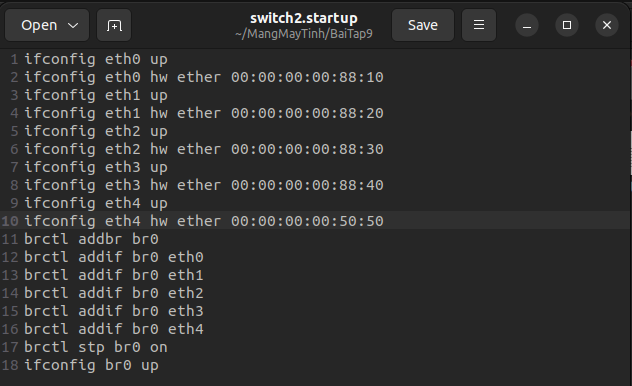 Open
switch2.startup
~/MangMayTinh/BaiTap9
Save
1 ifconfig eth0 up
2 ifconfig eth0 hw ether 00:00:00:00:88:10
3 ifconfig eth1 up
4 ifconfig eth1 hw ether 00:00:00:00:88:20
5 ifconfig eth2 up
6 ifconfig eth2 hw ether 00:00:00:00:88:30
7 ifconfig eth3 up
8 ifconfig eth3 hw ether 00:00:00:00:88:40
9 ifconfig eth4 up
10 ifconfig eth4 hw ether 00:00:00:00:50:50
11 brctl addbr br0
12 brctl addif br0 eth0
13 brctl addif br0 eth1
14 brctl addif br0 eth2
15 brctl addif br0 eth3
16 brctl addif br0 eth4
17 brctl stp br0 on
18 ifconfig br0 up